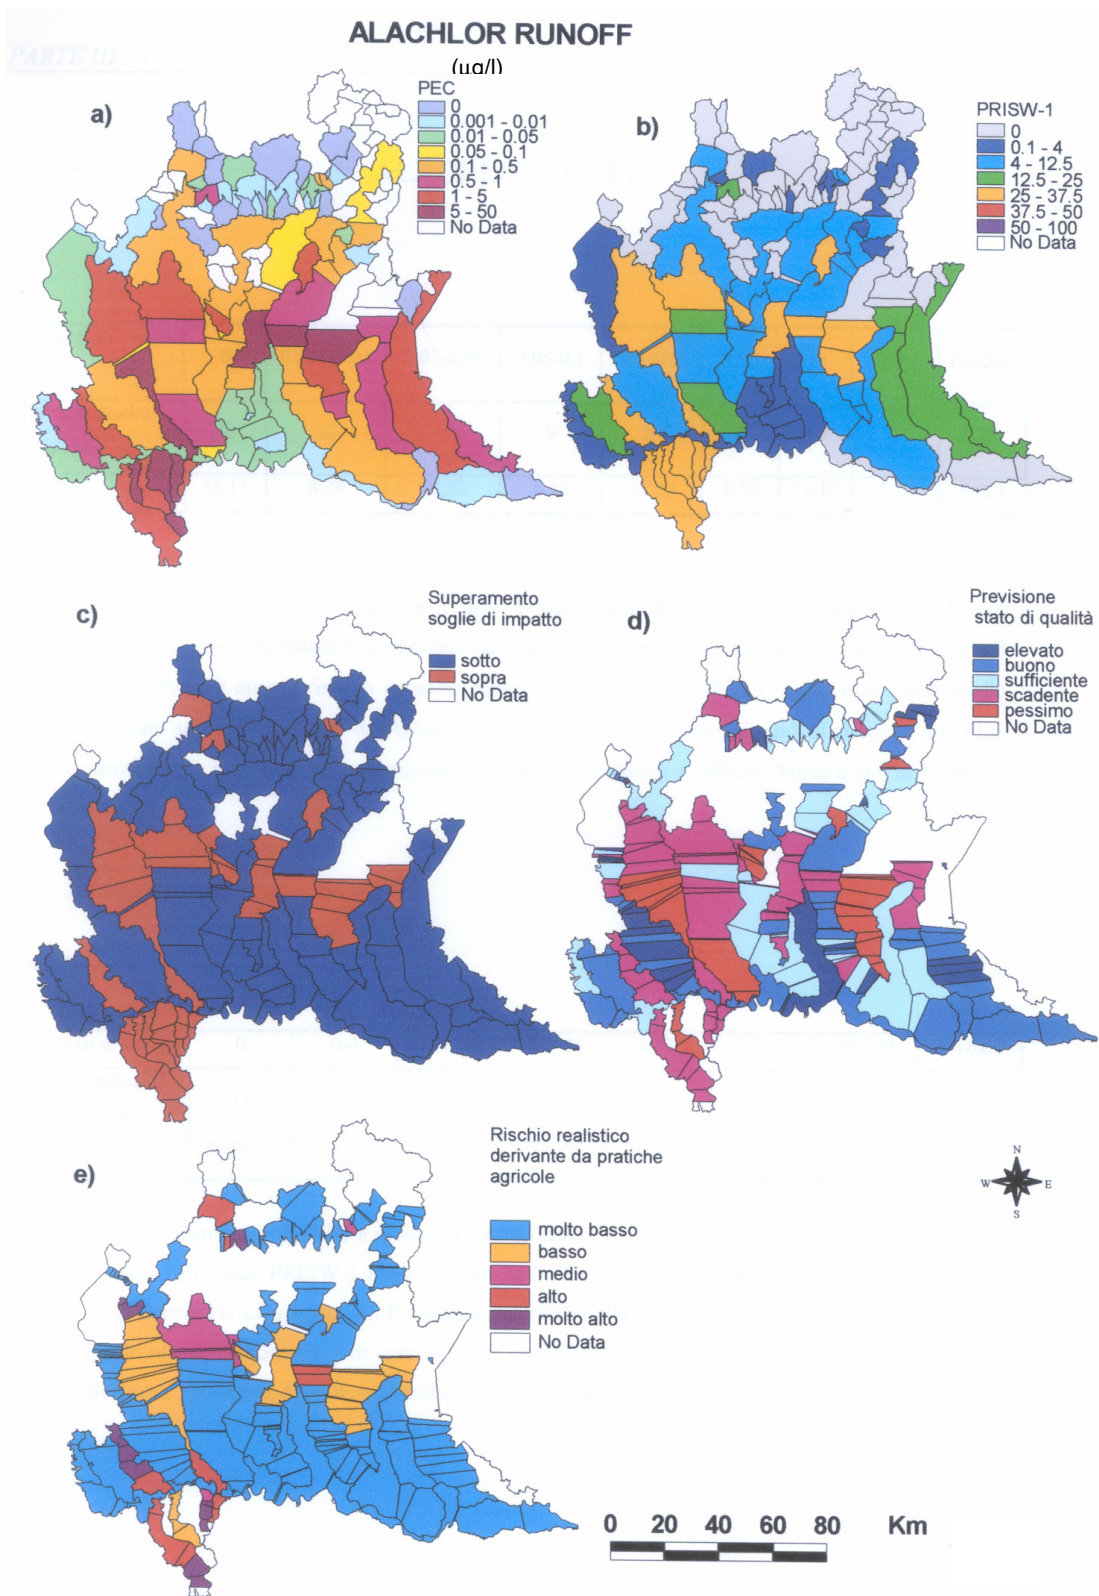 ALACHLOR RUNOFF
(µg/l)
PARTE III
a)
PEC
0
0.001 - 0.01
0.01 - 0.05
0.05 - 0.1
0.1 - 0.5
0.5 - 1
1 - 5
5 - 50
No Data
b)
PRISW-1
0
0.1 - 4
4 - 12.5
12.5 - 25
25 - 37.5
37.5 - 50
50 - 100
No Data
c)
Superamento
soglie di impatto
sotto
sopra
No Data
d)
Previsione
stato di qualità
elevato
buono
sufficiente
scadente
pessimo
No Data
e)
Rischio realistico
derivante da pratiche
agricole
molto basso
basso
medio
alto
molto alto
No Data
N
W E
S
0 20 40 60 80 Km